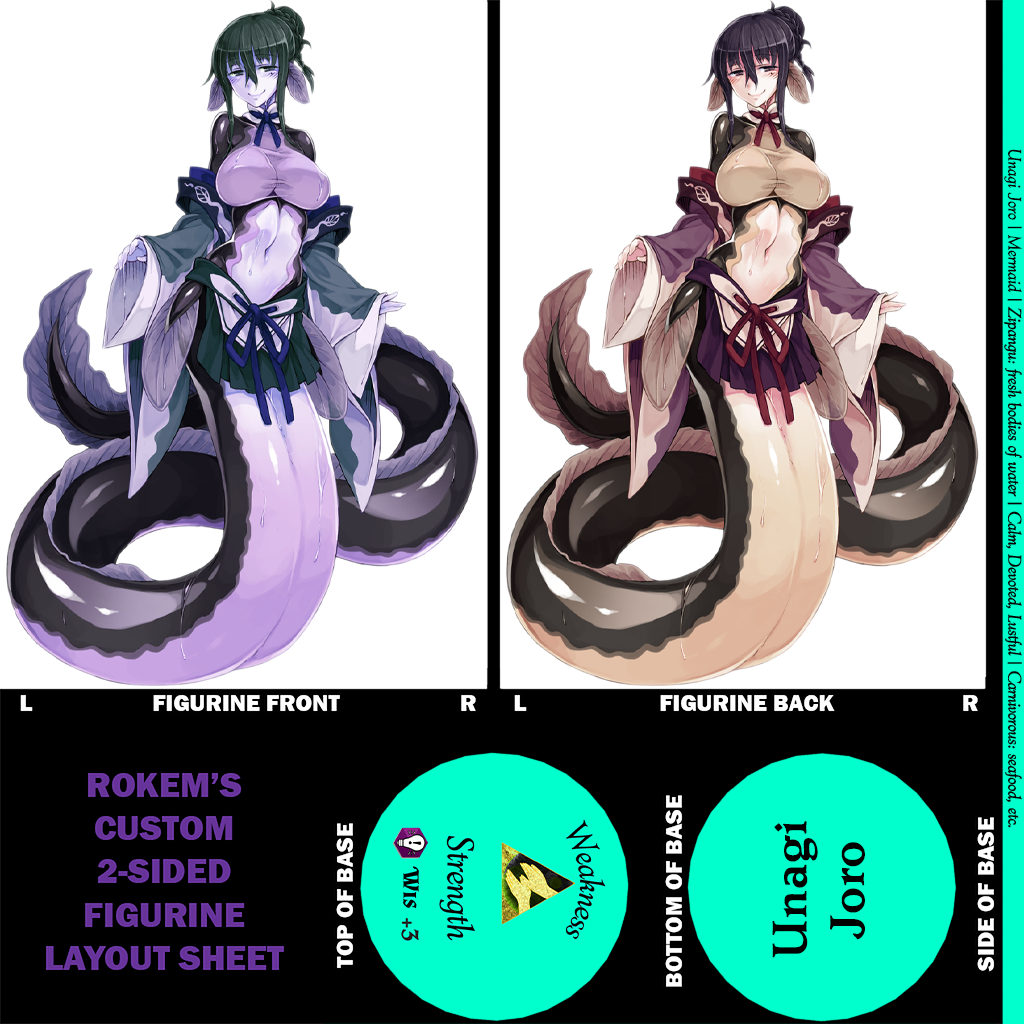 L
FIGURINE FRONT
R
L
FIGURINE BACK
R
Unagi Joro | Mermaid | Zipangu: fresh bodies of water | Calm, Devoted, Lustful | Carnivorous: seafood, etc.
ROKEM’S
CUSTOM
2-SIDED
FIGURINE
LAYOUT SHEET
TOP OF BASE
Weakness
Strength
Wis +3
BOTTOM OF BASE
Unagi
Joro
SIDE OF BASE